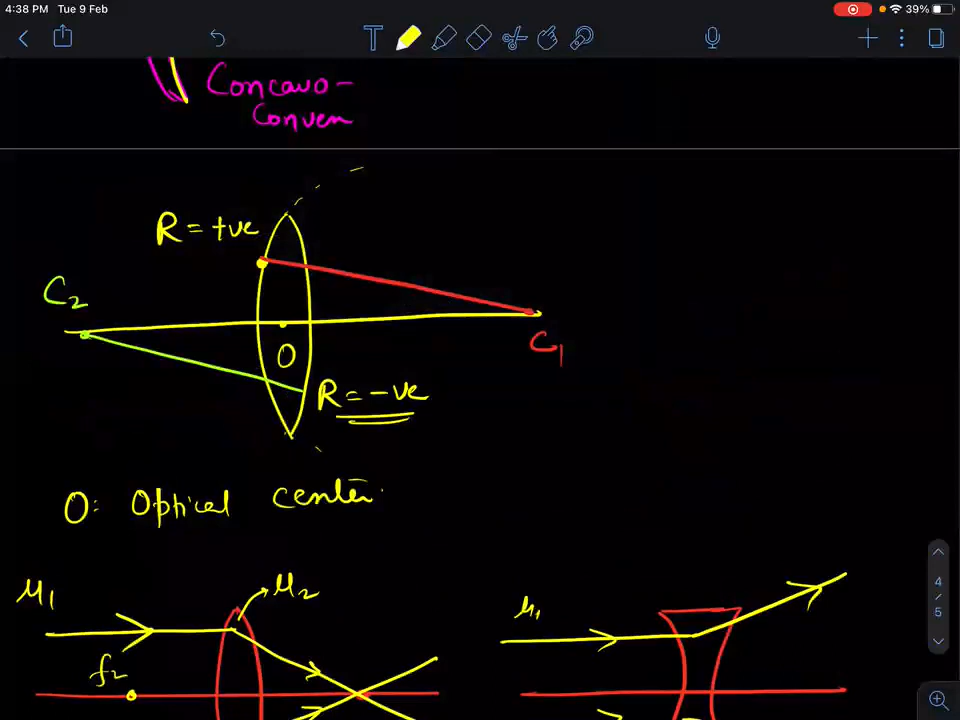 4:38 PM Tue 9 Feb
39%
T
Concavo-
Conven
R = +ve
C₂
O
C₁
R = -ve
O: Optical center.
μ₁
μ₂
μ₁
f₂
4
/
5